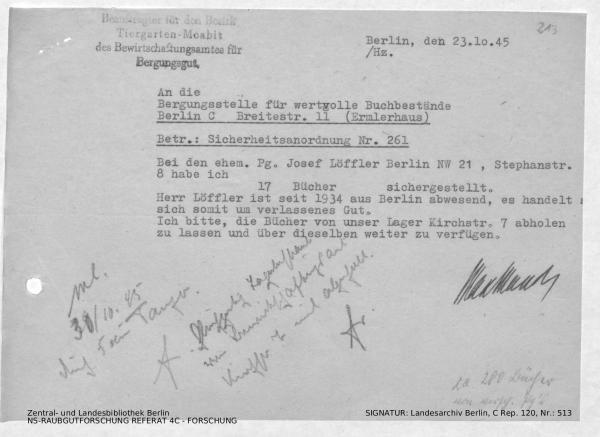 Beauftragter für den Bezirk
Tiergarten-Moabit
des Bewirtschaftungsamtes für
Bergungsgut.
213
Berlin, den 23.10.45
/Hz.
An die
Bergungsstelle für wertvolle Buchbestände
Berlin C Breitestr. 11 (Ermlerhaus)
Betr.: Sicherheitsanordnung Nr. 261
Bei den ehem. Pg. Josef Löffler Berlin NW 21 , Stephanstr.
8 habe ich
17 Bücher sichergestellt.
Herr Löffler ist seit 1934 aus Berlin abwesend, es handelt s
sich somit um verlassenes Gut.
Ich bitte, die Bücher von unser Lager Kirchstr. 7 abholen
zu lassen und über dieselben weiter zu verfügen.
30/10.45
ca 200 Bücher
Zentral- und Landesbibliothek Berlin
NS-RAUBGUTFORSCHUNG REFERAT 4C - FORSCHUNG
SIGNATUR: Landesarchiv Berlin, C Rep. 120, Nr.: 513